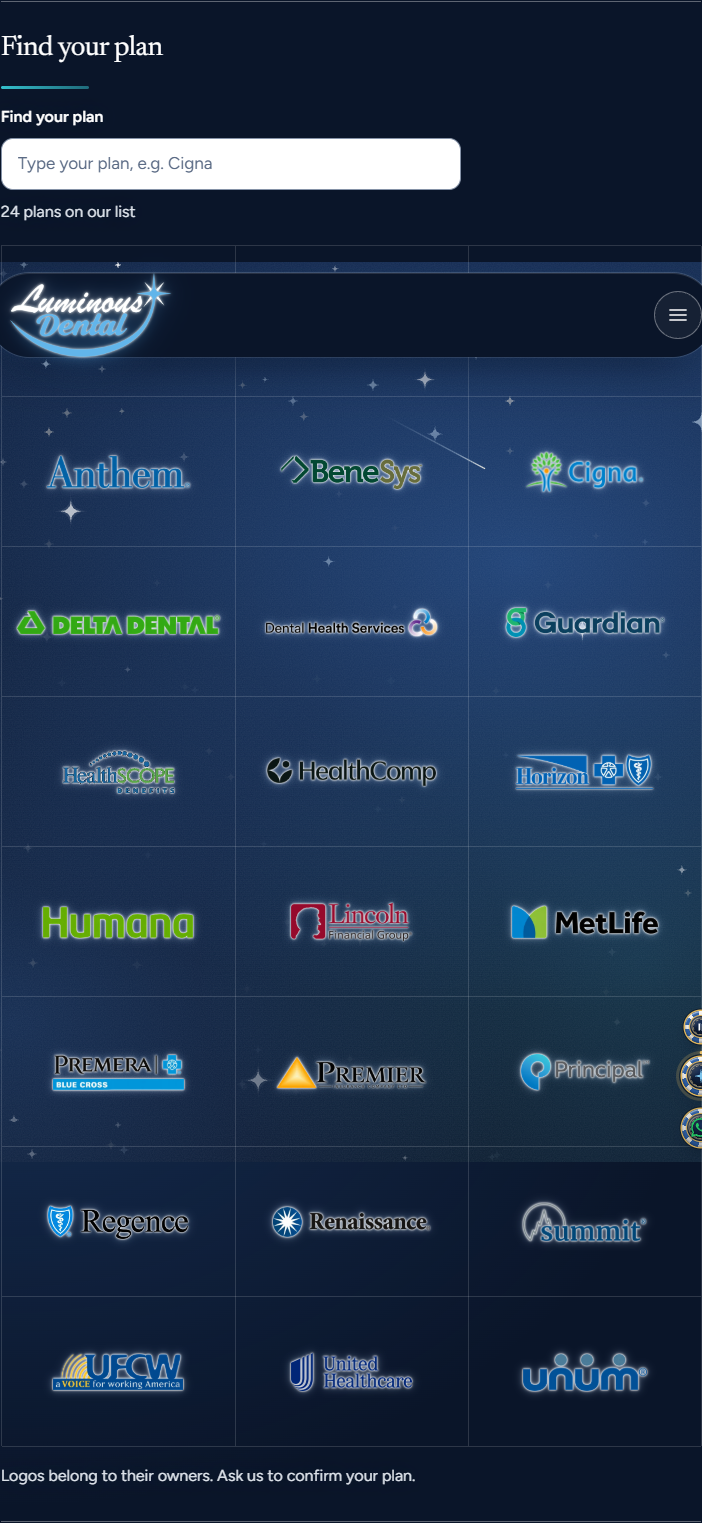 Find your plan
Find your plan
Type your plan, e.g. Cigna
24 plans on our list
Luminous
Dental
Anthem®
BeneSys
Cigna®
DELTA DENTAL®
Dental Health Services
Guardian®
HealthSCOPE
BENEFITS
HealthComp
Horizon
Humana
Lincoln
Financial Group®
MetLife
PREMERA
BLUE CROSS
PREMIER
Principal
Regence
Renaissance®
summit®
UFCW
a VOICE for working America
United
Healthcare
unum®
Logos belong to their owners. Ask us to confirm your plan.